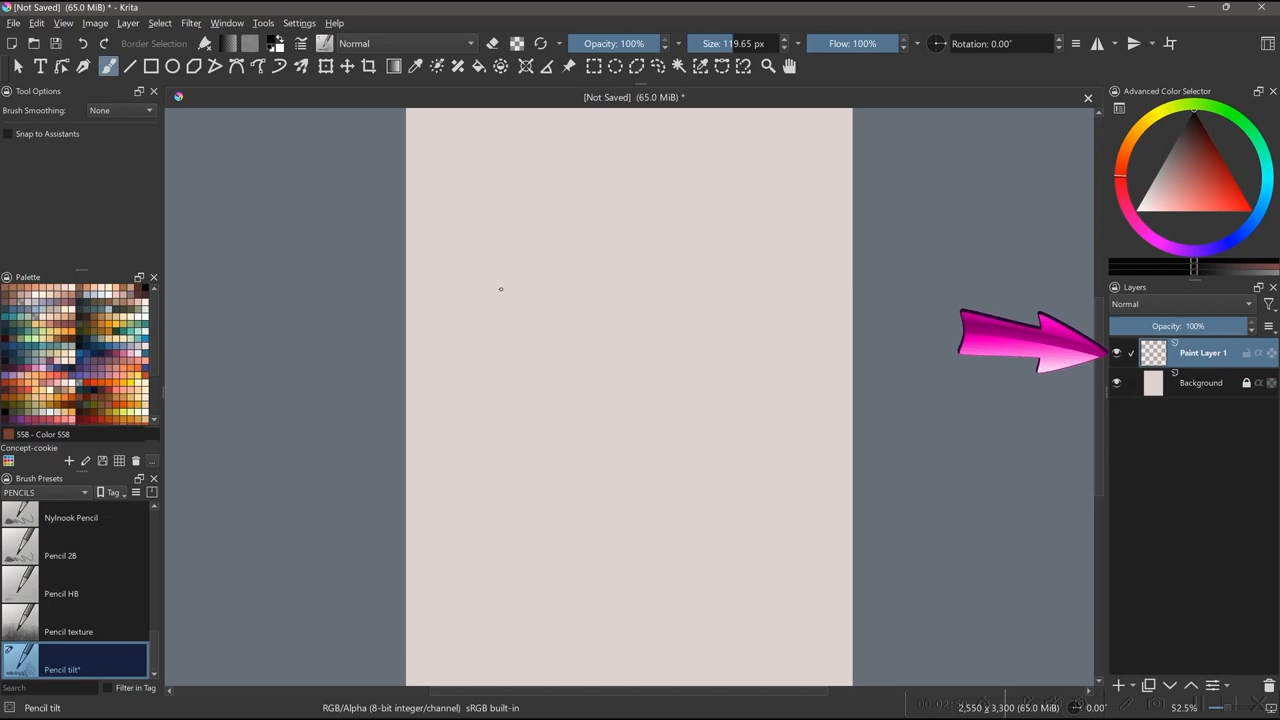 [Not Saved] (65.0 MiB) * - Krita
File Edit View Image Layer Select Filter Window Tools Settings Help
Border Selection Normal Opacity: 100% Size: 119.65 px Flow: 100% Rotation: 0.00°
Tool Options
[Not Saved] (65.0 MiB) *
Advanced Color Selector
Brush Smoothing: None
Snap to Assistants
Palette
Layers
Normal
Opacity: 100%
Paint Layer 1
Background
558 - Color 558
Concept-cookie
Brush Presets
PENCILS Tag
Nylnook Pencil
Pencil 2B
Pencil HB
Pencil texture
Pencil tilt*
Search Filter in Tag
Pencil tilt RGB/Alpha (8-bit integer/channel) sRGB built-in 2,550 x 3,300 (65.0 MiB) 0.00° 52.5%